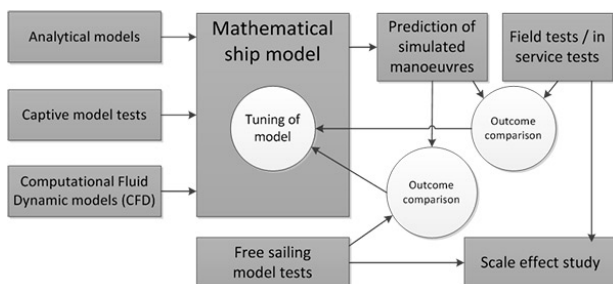 Analytical models
Mathematical
ship model
Prediction of
simulated
manoeuvres
Field tests / in
service tests
Captive model tests
Tuning of
model
Outcome
comparison
Computational Fluid
Dynamic models (CFD)
Outcome
comparison
Free sailing
model tests
Scale effect study